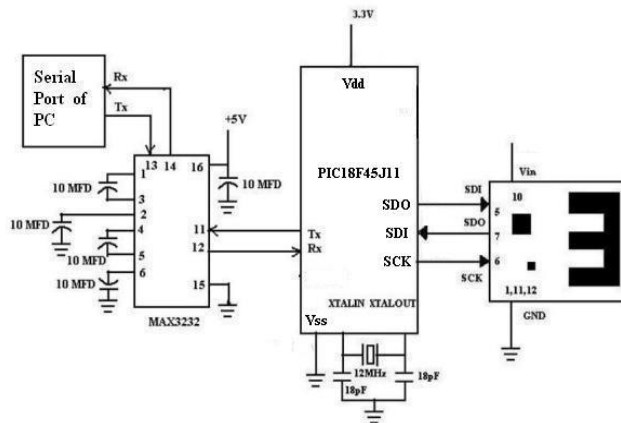 3.3V
Serial
Port of
PC
Rx
Tx
Vdd
+5V
13 14
16
1
10 MFD
10 MFD
3
2
10 MFD
4
11
12
10 MFD
5
6
10 MFD
15
MAX3232
PIC18F45J11
SDO
SDI
SCK
Tx
Rx
XTALIN XTALOUT
Vss
12MHz
18pF
18pF
Vin
SDI
10
5
SDO
7
6
SCK
1,11,12
GND